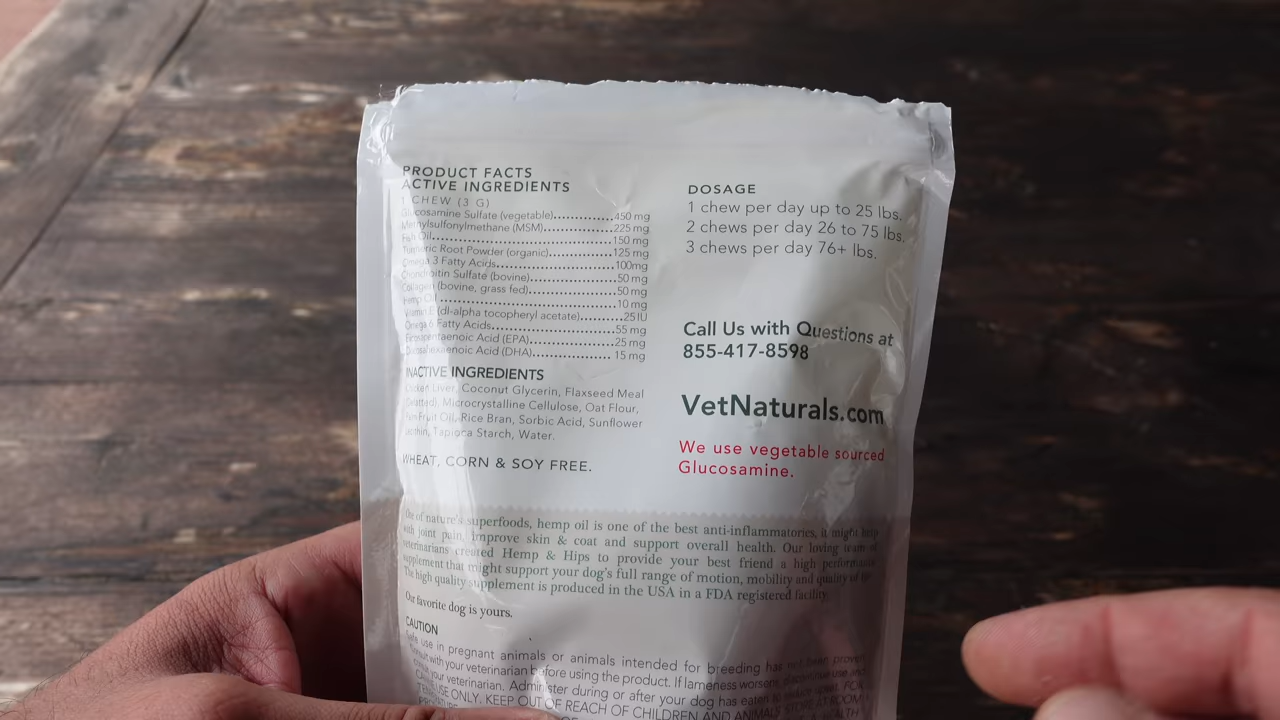 PRODUCT FACTS
ACTIVE INGREDIENTS
1 CHEW (3 G)
Glucosamine Sulfate (vegetable)..............450 mg
Methylsulfonylmethane (MSM)................225 mg
Fish Oil..........................................150 mg
Turmeric Root Powder (organic)..............125 mg
Omega 3 Fatty Acids.............................100mg
Chondroitin Sulfate (bovine)....................50 mg
Collagen (bovine, grass fed)....................50 mg
Hemp Oil..........................................10 mg
Vitamin E (dl-alpha tocopheryl acetate)..........25IU
Omega 6 Fatty Acids.............................55 mg
Eicosapentaenoic Acid (EPA)....................25 mg
Docosahexaenoic Acid (DHA).................... 15 mg
INACTIVE INGREDIENTS
Chicken Liver, Coconut Glycerin, Flaxseed Meal
Microcrystalline Cellulose, Oat Flour,
Fruit Oil, Rice Bran, Sorbic Acid, Sunflower
Tapioca Starch, Water.
WHEAT, CORN & SOY FREE.
DOSAGE
1 chew per day up to 25 lbs.
2 chews per day 26 to 75 lbs.
3 chews per day 76+ lbs.
Call Us with Questions at
855-417-8598
VetNaturals.com
We use vegetable sourced
Glucosamine.
One of nature's superfoods, hemp oil is one of the best anti-inflammatories, it might help
with joint pain, improve skin & coat and support overall health. Our loving team of
veterinarians created Hemp & Hips to provide your best friend a high performance
supplement that might support your dog's full range of motion, mobility and quality of
The high quality supplement is produced in the USA in a FDA registered facility.
Our favorite dog is yours.
CAUTION
Safe use in pregnant animals or animals intended for breeding has not been proven.
Consult with your veterinarian before using the product. If lameness worsens, discontinue use and
your veterinarian. Administer during or after your dog has eaten to reduce upset. FOR
USE ONLY. KEEP OUT OF REACH OF CHILDREN AND ANIMALS. STORE AT ROOM
HEALTH